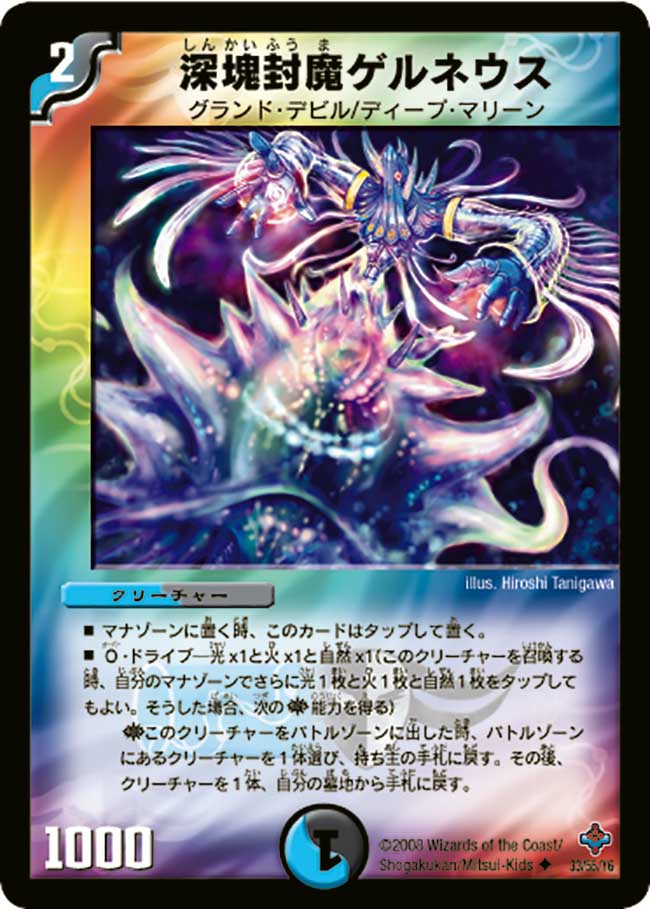 2
しんかいふうま
深塊封魔ゲルネウス
グランド・デビル/ディープ・マリーン
illus. Hiroshi Tanigawa
クリーチャー
■ マナゾーンに置く時、このカードはタップして置く。
■ O・ドライブ―光x1と火x1と自然x1(このクリーチャーを召喚する
時、自分のマナゾーンでさらに光1枚と火1枚と自然1枚をタップして
もよい。そうした場合、次の能力を得る)
このクリーチャーをバトルゾーンに出した時、バトルゾーン
にあるクリーチャーを1体選び、持ち主の手札に戻す。その後、
クリーチャーを1体、自分の墓地から手札に戻す。
1000
1
©2008 Wizards of the Coast/
Shogakukan/Mitsui-Kids
33/55/Y6